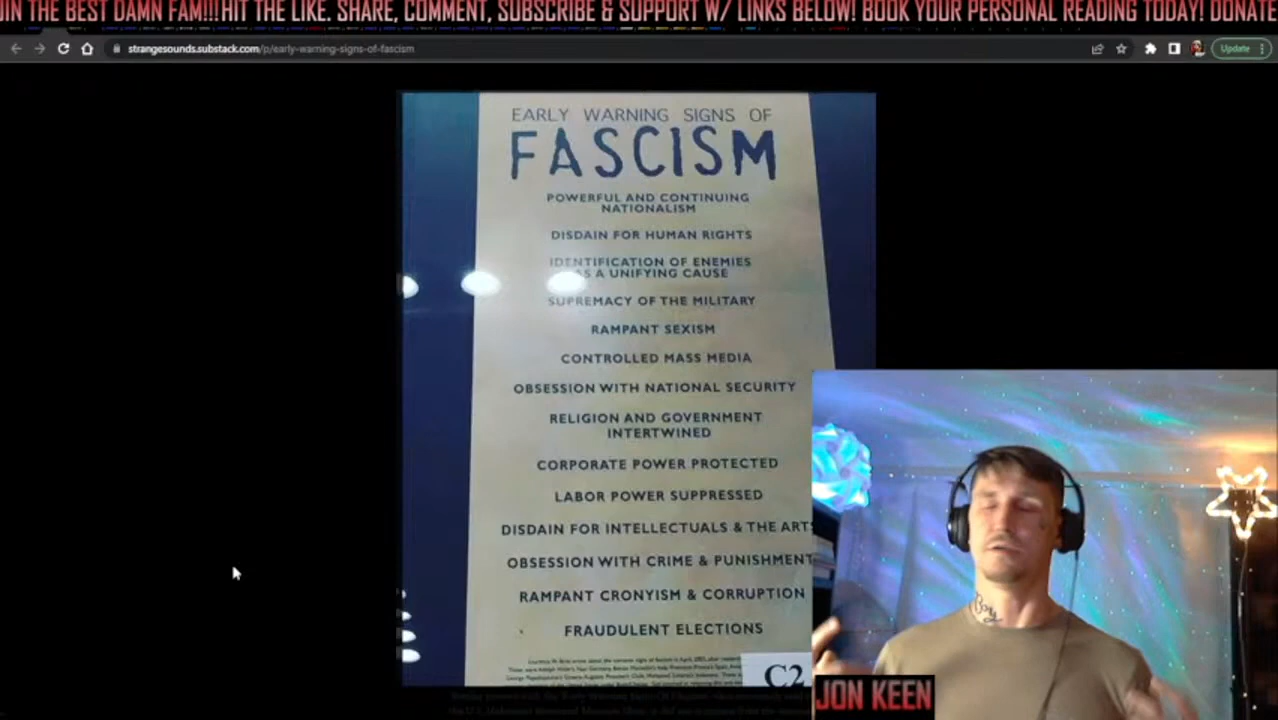 IN THE BEST DAMN FAM!!! HIT THE LIKE. SHARE, COMMENT, SUBSCRIBE & SUPPORT W/ LINKS BELOW! BOOK YOUR PERSONAL READING TODAY! DONATE
strangesounds.substack.com/p/early-warning-signs-of-fascism
Update
EARLY WARNING SIGNS OF
FASCISM
POWERFUL AND CONTINUING
NATIONALISM
DISDAIN FOR HUMAN RIGHTS
IDENTIFICATION OF ENEMIES
AS A UNIFYING CAUSE
SUPREMACY OF THE MILITARY
RAMPANT SEXISM
CONTROLLED MASS MEDIA
OBSESSION WITH NATIONAL SECURITY
RELIGION AND GOVERNMENT
INTERTWINED
CORPORATE POWER PROTECTED
LABOR POWER SUPPRESSED
DISDAIN FOR INTELLECTUALS & THE ARTS
OBSESSION WITH CRIME & PUNISHMENT
RAMPANT CRONYISM & CORRUPTION
FRAUDULENT ELECTIONS
C2
Boy
JON KEEN